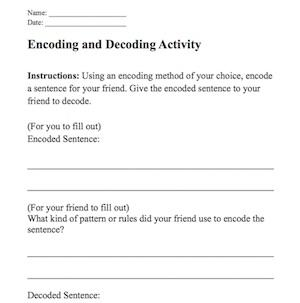 Name: ____________________
Date: ____________________
Encoding and Decoding Activity
Instructions: Using an encoding method of your choice, encode
a sentence for your friend. Give the encoded sentence to your
friend to decode.
(For you to fill out)
Encoded Sentence:
(For your friend to fill out)
What kind of pattern or rules did your friend use to encode the
sentence?
Decoded Sentence: